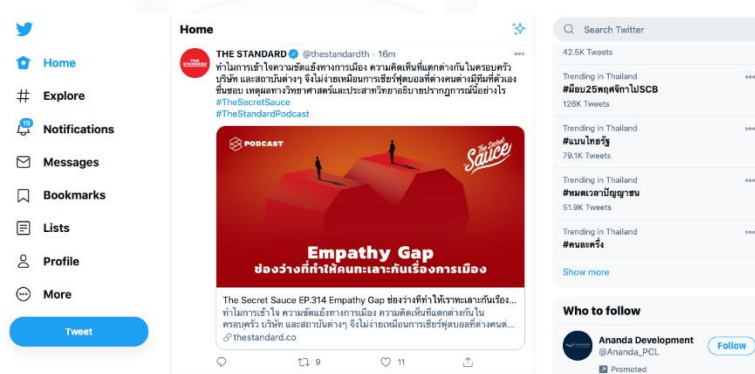 Home
Explore
19
Notifications
Messages
Bookmarks
Lists
Profile
More
Tweet
Home
THE STANDARD @thestandardth · 16m
ทำไมการเข้าใจความขัดแย้งทางการเมือง ความคิดเห็นที่แตกต่างกัน ในครอบครัว
บริษัท และสถาบันต่างๆ จึงไม่ง่ายเหมือนการเชียร์ฟุตบอลที่ต่างคนต่างมีทีมที่ตัวเอง
ชื่นชอบ เหตุผลทางวิทยาศาสตร์และประสาทวิทยาอธิบายปรากฏการณ์นี้อย่างไร
#TheSecretSauce
#TheStandardPodcast
PODCAST
The Secret
Sauce
Empathy Gap
ช่องว่างที่ทำให้คนทะเลาะกันเรื่องการเมือง
The Secret Sauce EP.314 Empathy Gap ช่องว่างที่ทำให้เราทะเลาะกันเรื่อง...
ทำไมการเข้าใจ ความขัดแย้งทางการเมือง ความคิดเห็นที่แตกต่างกันใน
ครอบครัว บริษัท และสถาบันต่างๆ จึงไม่ง่ายเหมือนการเชียร์ฟุตบอลที่ต่างคนต่...
thestandard.co
9
11
Search Twitter
42.5K Tweets
Trending in Thailand
#ม็อบ25พฤศจิกาไปSCB
126K Tweets
Trending in Thailand
#แบนไทยรัฐ
79.1K Tweets
Trending in Thailand
#หมดเวลาปัญญาชน
51.9K Tweets
Trending in Thailand
#คนละครึ่ง
Show more
Who to follow
Ananda Development
@Ananda_PCL
Follow
Promoted